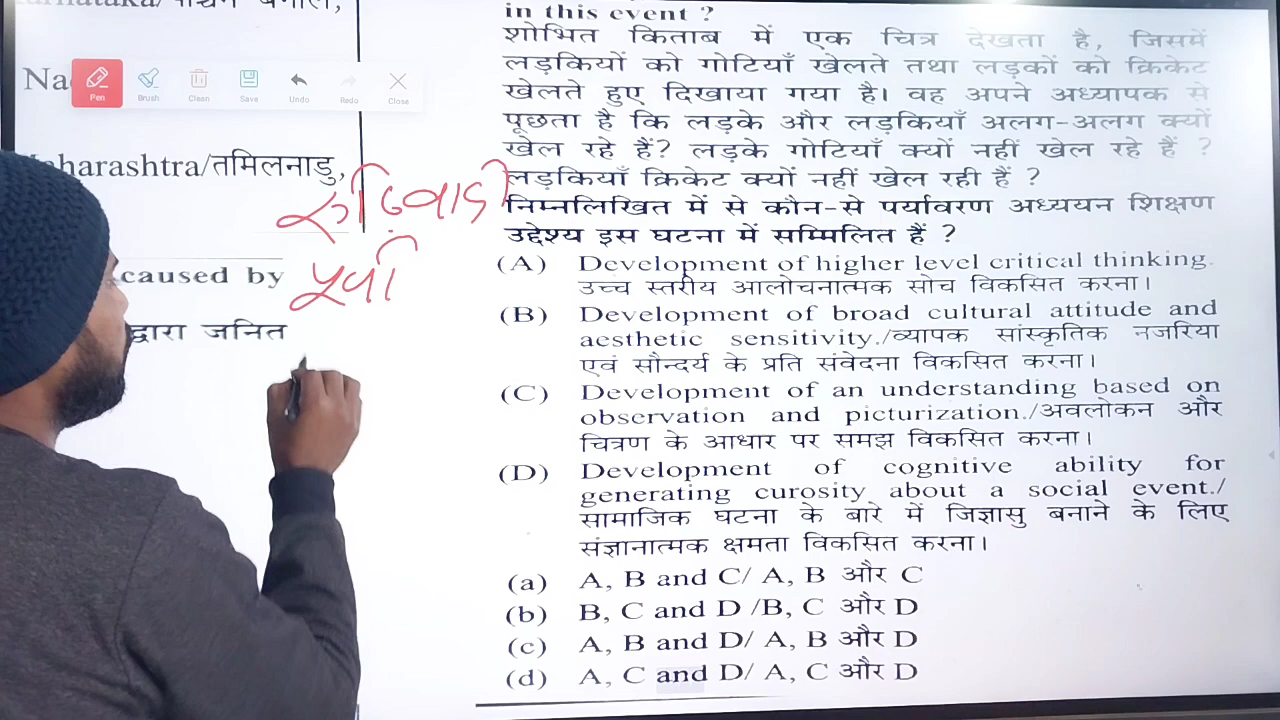 पश्चिम बंगाल,
Na
Maharashtra/तमिलनाडु,
caused by
द्वारा जनित
Pen Brush Clean Save Undo Redo Close
रुढ़िवादी
पूर्वा
in this event ?
शोभित किताब में एक चित्र देखता है, जिसमें
लड़कियों को गोटियाँ खेलते तथा लड़कों को क्रिकेट
खेलते हुए दिखाया गया है। वह अपने अध्यापक से
पूछता है कि लड़के और लड़कियाँ अलग-अलग क्यों
खेल रहे हैं? लड़के गोटियाँ क्यों नहीं खेल रहे हैं ?
लड़कियाँ क्रिकेट क्यों नहीं खेल रही हैं ?
निम्नलिखित में से कौन-से पर्यावरण अध्ययन शिक्षण
उद्देश्य इस घटना में सम्मिलित हैं ?
(A) Development of higher level critical thinking.
उच्च स्तरीय आलोचनात्मक सोच विकसित करना।
(B) Development of broad cultural attitude and
aesthetic sensitivity./व्यापक सांस्कृतिक नजरिया
एवं सौन्दर्य के प्रति संवेदना विकसित करना।
(C) Development of an understanding based on
observation and picturization./अवलोकन और
चित्रण के आधार पर समझ विकसित करना।
(D) Development of cognitive ability for
generating curosity about a social event./
सामाजिक घटना के बारे में जिज्ञासु बनाने के लिए
संज्ञानात्मक क्षमता विकसित करना।
(a) A, B and C/ A, B और C
(b) B, C and D /B, C और D
(c) A, B and D/ A, B और D
(d) A, C and D/ A, C और D